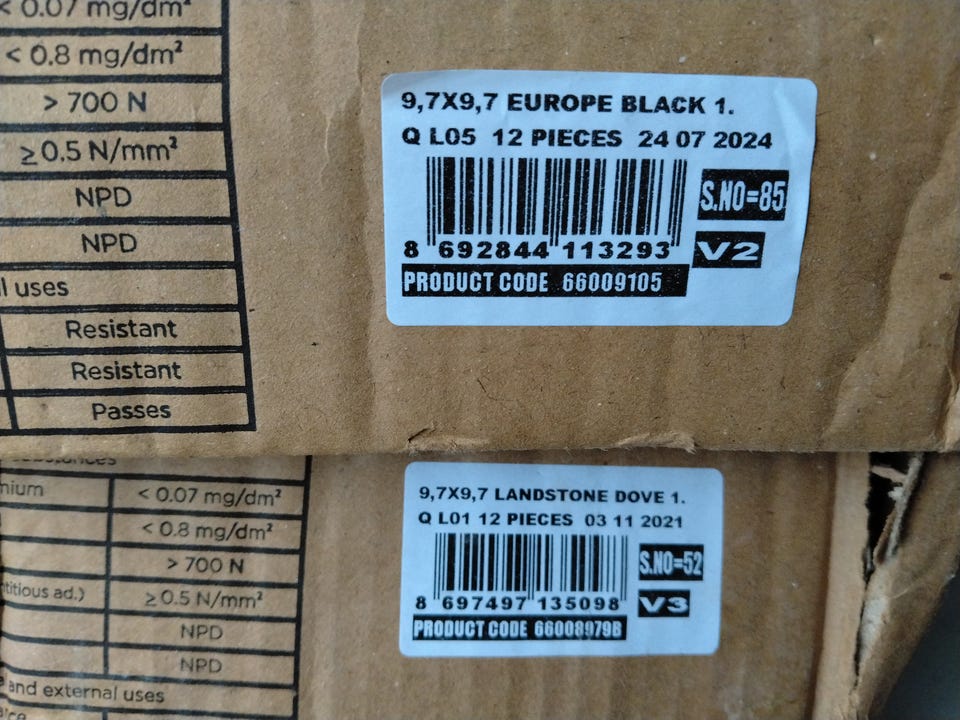 < 0.07 mg/dm²
< 0.8 mg/dm²
> 700 N
≥0.5 N/mm²
NPD
NPD
uses
Resistant
Resistant
Passes
9,7X9,7 EUROPE BLACK 1.
Q L05 12 PIECES 24 07 2024
S.NO=85
8 692844 113293
V2
PRODUCT CODE 66009105
< 0.07 mg/dm²
< 0.8 mg/dm²
> 700 N
ad.) ≥0.5 N/mm²
NPD
NPD
and external uses
9,7X9,7 LANDSTONE DOVE 1.
Q L01 12 PIECES 03 11 2021
S.NO=52
8 697497 135098
V3
PRODUCT CODE 66008979B